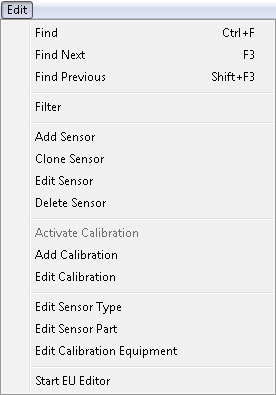 Edit
Find Ctrl+F
Find Next F3
Find Previous Shift+F3
Filter
Add Sensor
Clone Sensor
Edit Sensor
Delete Sensor
Activate Calibration
Add Calibration
Edit Calibration
Edit Sensor Type
Edit Sensor Part
Edit Calibration Equipment
Start EU Editor